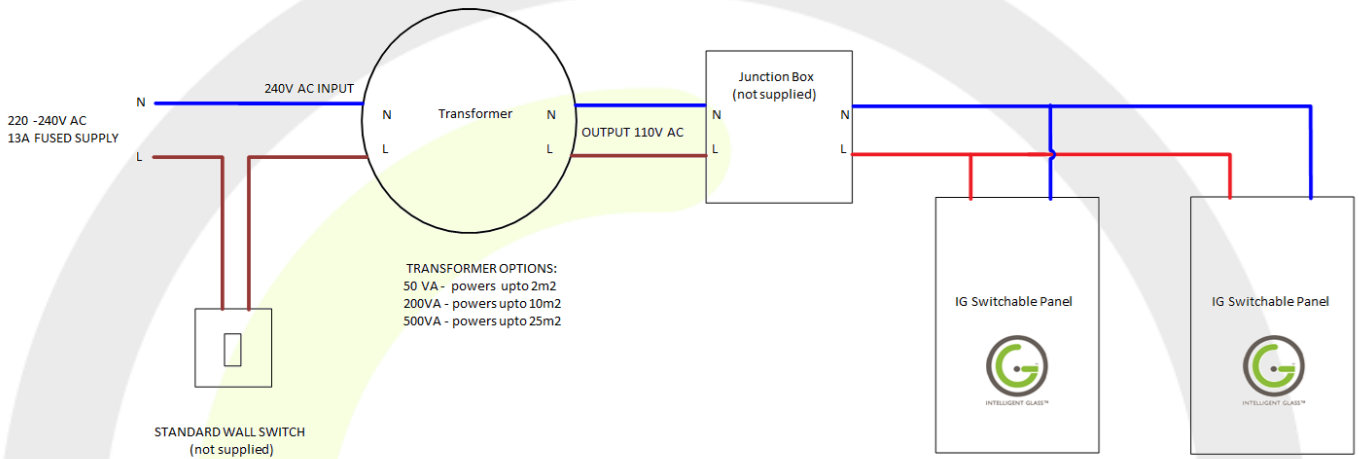 220 -240V AC
13A FUSED SUPPLY
N
L
240V AC INPUT
N
L
Transformer
N
L
OUTPUT 110V AC
Junction Box
(not supplied)
N
L
N
L
TRANSFORMER OPTIONS:
50 VA - powers upto 2m2
200VA - powers upto 10m2
500VA - powers upto 25m2
STANDARD WALL SWITCH
(not supplied)
IG Switchable Panel
INTELLIGENT GLASS™
IG Switchable Panel
INTELLIGENT GLASS™